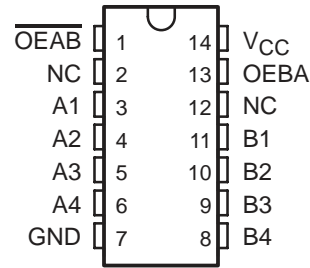 O̅E̅A̅B̅ 1 14 VCC
NC 2 13 OEBA
A1 3 12 NC
A2 4 11 B1
A3 5 10 B2
A4 6 9 B3
GND 7 8 B4